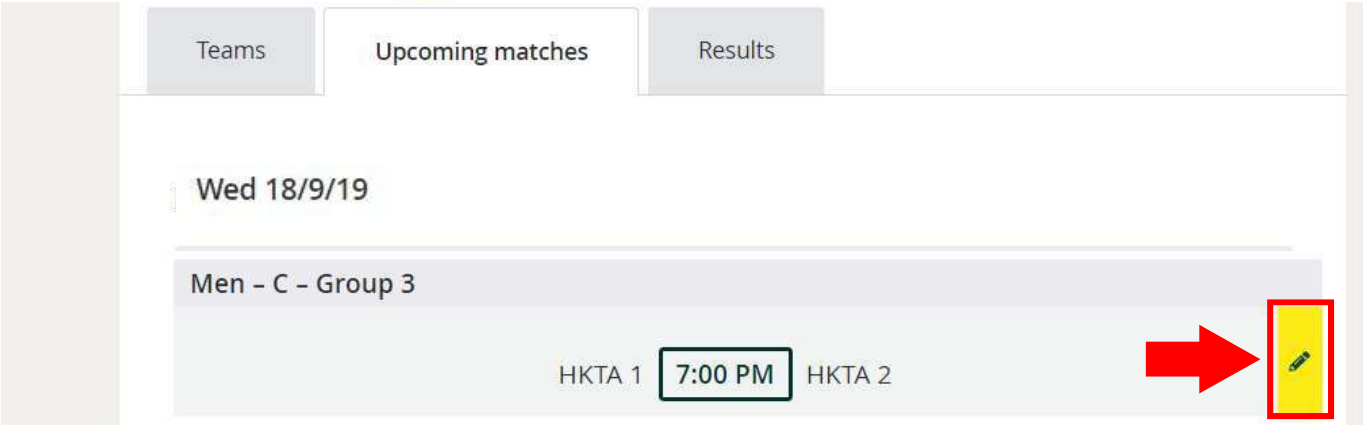 Teams Upcoming matches Results
Wed 18/9/19
Men – C – Group 3
HKTA 1 7:00 PM HKTA 2